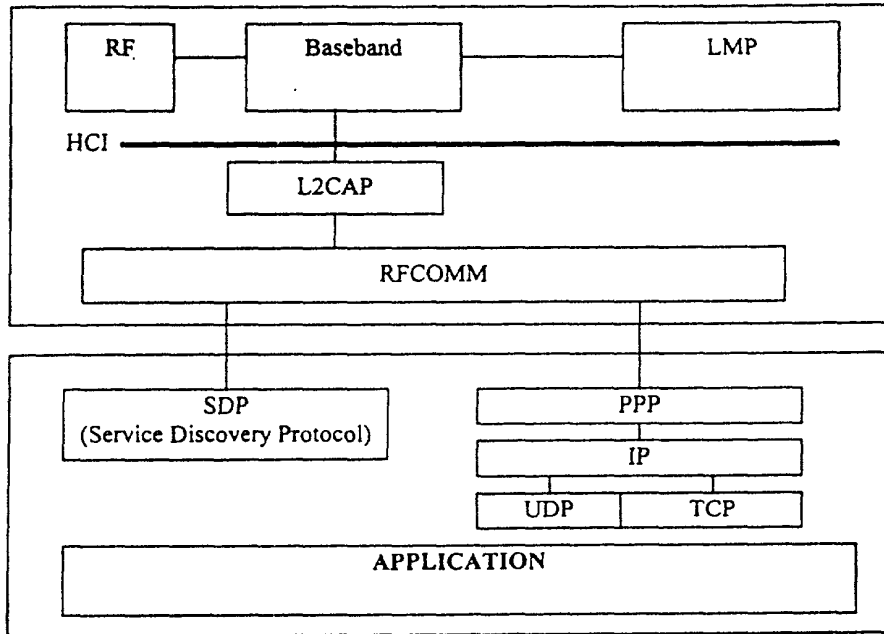 RF
Baseband
LMP
HCI
L2CAP
RFCOMM
SDP
(Service Discovery Protocol)
PPP
IP
UDP
TCP
APPLICATION